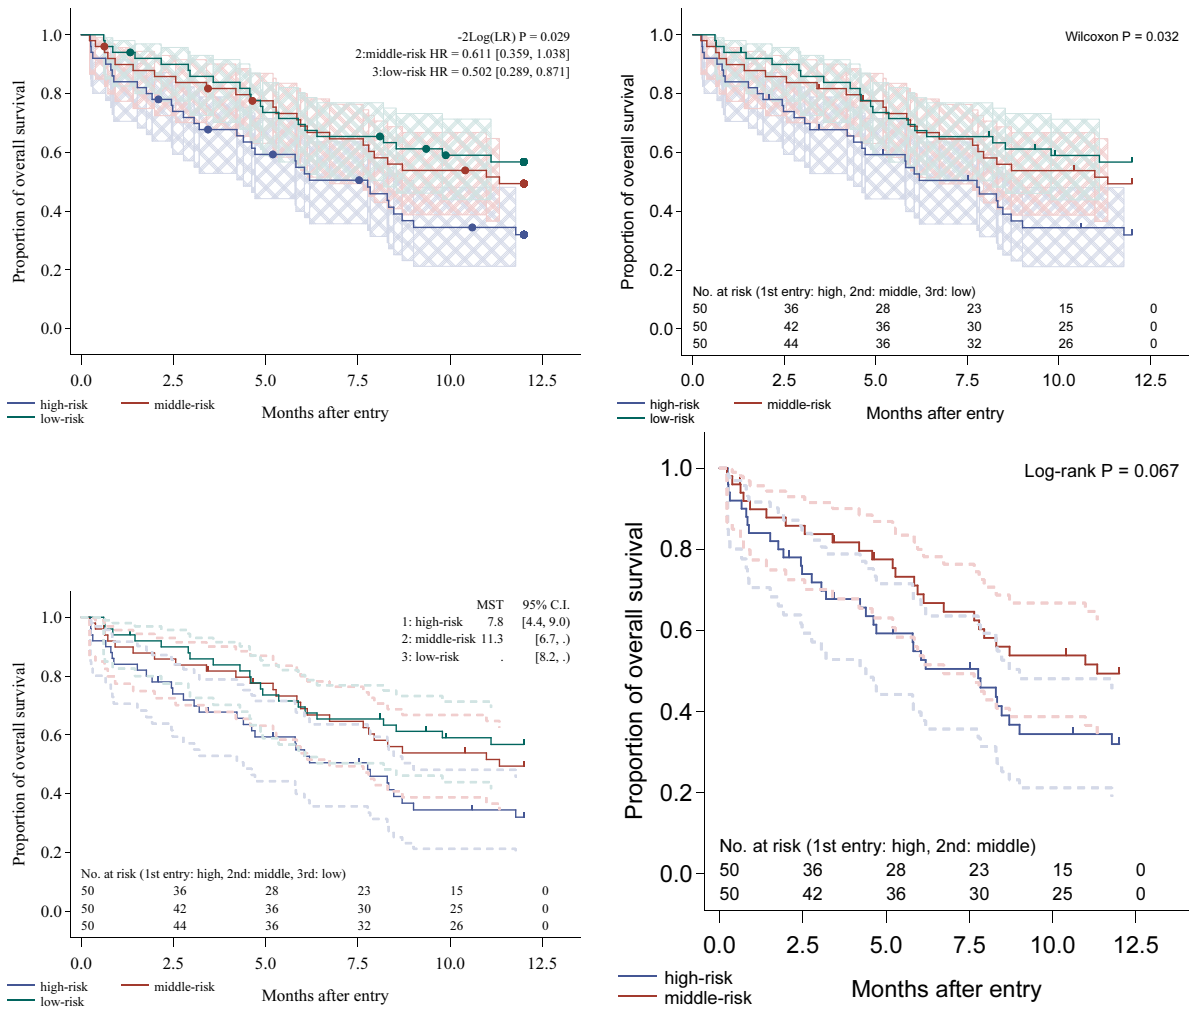 -2Log(LR) P = 0.029
2:middle-risk HR = 0.611 [0.359, 1.038]
3:low-risk HR = 0.502 [0.289, 0.871]
Proportion of overall survival
1.0
0.8
0.6
0.4
0.2
0.0
0.0 2.5 5.0 7.5 10.0 12.5
Months after entry
high-risk middle-risk
low-risk
Wilcoxon P = 0.032
Proportion of overall survival
1.0
0.8
0.6
0.4
0.2
0.0
No. at risk (1st entry: high, 2nd: middle, 3rd: low)
50 36 28 23 15 0
50 42 36 30 25 0
50 44 36 32 26 0
0.0 2.5 5.0 7.5 10.0 12.5
Months after entry
high-risk middle-risk
low-risk
MST 95% C.I.
1: high-risk 7.8 [4.4, 9.0)
2: middle-risk 11.3 [6.7, .)
3: low-risk . [8.2, .)
Proportion of overall survival
1.0
0.8
0.6
0.4
0.2
0.0
No. at risk (1st entry: high, 2nd: middle, 3rd: low)
50 36 28 23 15 0
50 42 36 30 25 0
50 44 36 32 26 0
0.0 2.5 5.0 7.5 10.0 12.5
Months after entry
high-risk middle-risk
low-risk
Log-rank P = 0.067
Proportion of overall survival
1.0
0.8
0.6
0.4
0.2
0.0
No. at risk (1st entry: high, 2nd: middle)
50 36 28 23 15 0
50 42 36 30 25 0
0.0 2.5 5.0 7.5 10.0 12.5
Months after entry
high-risk
middle-risk